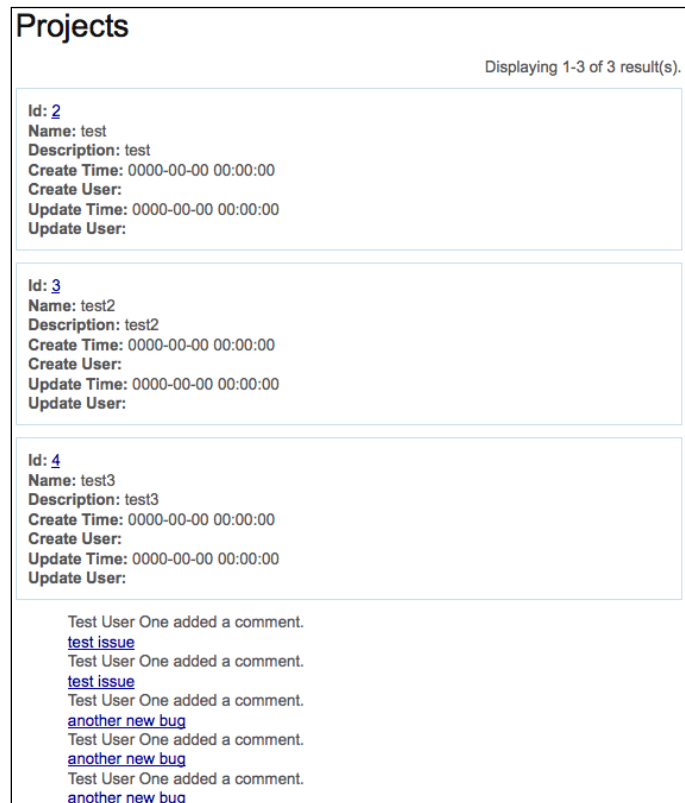 Projects
Displaying 1-3 of 3 result(s).
Id: 2
Name: test
Description: test
Create Time: 0000-00-00 00:00:00
Create User:
Update Time: 0000-00-00 00:00:00
Update User:
Id: 3
Name: test2
Description: test2
Create Time: 0000-00-00 00:00:00
Create User:
Update Time: 0000-00-00 00:00:00
Update User:
Id: 4
Name: test3
Description: test3
Create Time: 0000-00-00 00:00:00
Create User:
Update Time: 0000-00-00 00:00:00
Update User:
Test User One added a comment.
test issue
Test User One added a comment.
test issue
Test User One added a comment.
another new bug
Test User One added a comment.
another new bug
Test User One added a comment.
another new bug